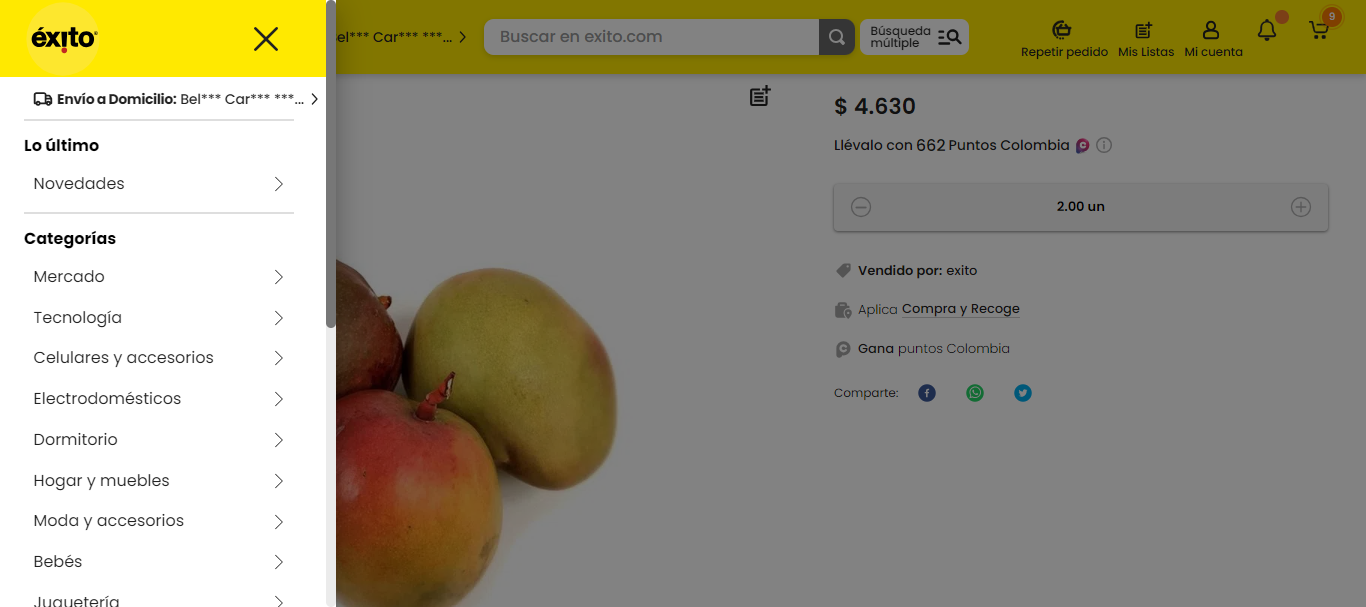 éxito
Envío a Domicilio: Bel*** Car*** ***...
Lo último
Novedades
Categorías
Mercado
Tecnología
Celulares y accesorios
Electrodomésticos
Dormitorio
Hogar y muebles
Moda y accesorios
Bebés
Juguetería
el*** Car*** ***...
Buscar en exito.com
Búsqueda
múltiple
Repetir pedido
Mis Listas
Mi cuenta
9
$ 4.630
Llévalo con 662 Puntos Colombia
2.00 un
Vendido por: exito
Aplica Compra y Recoge
Gana puntos Colombia
Comparte: